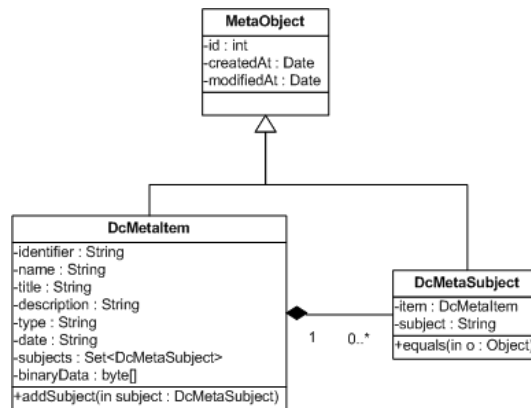 MetaObject
-id : int
-createdAt : Date
-modifiedAt : Date
DcMetaItem
-identifier : String
-name : String
-title : String
-description : String
-type : String
-date : String
-subjects : Set<DcMetaSubject>
-binaryData : byte[]
+addSubject(in subject : DcMetaSubject)
1
0..*
DcMetaSubject
-item : DcMetaItem
-subject : String
+equals(in o : Object)